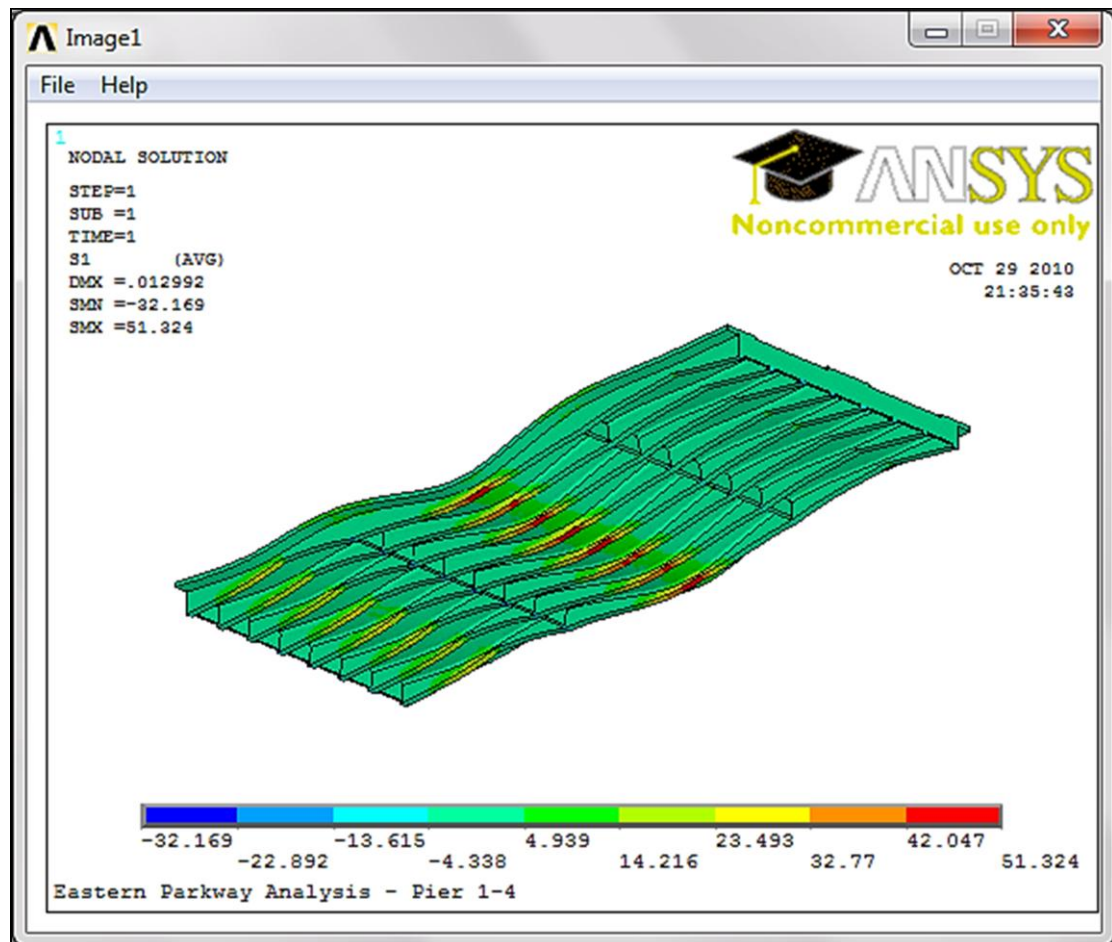 Image1
File Help
1
NODAL SOLUTION
STEP=1
SUB =1
TIME=1
S1 (AVG)
DMX =.012992
SMN =-32.169
SMX =51.324
ANSYS
Noncommercial use only
OCT 29 2010
21:35:43
-32.169 -13.615 4.939 23.493 42.047
-22.892 -4.338 14.216 32.77 51.324
Eastern Parkway Analysis - Pier 1-4